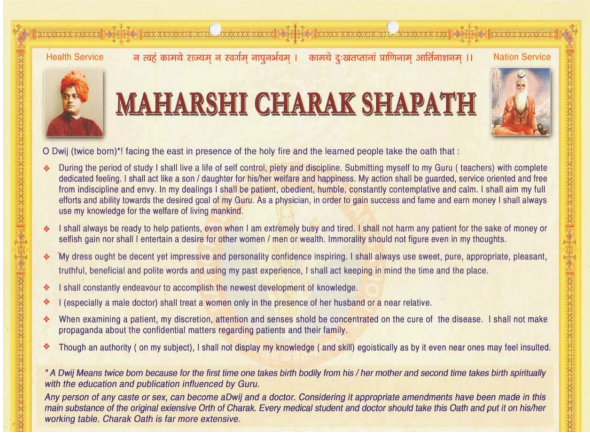 Health Service
न त्वहं कामये राज्यम् न स्वर्गम् नापुनर्भवम् । कामये दुःखतप्तानां प्राणिनाम् आर्तिनाशनम् ।।
Nation Service
MAHARSHI CHARAK SHAPATH
O Dwij (twice born)*! facing the east in presence of the holy fire and the learned people take the oath that :
❖ During the period of study I shall live a life of self control, piety and discipline. Submitting myself to my Guru ( teachers) with complete
dedicated feeling. I shall act like a son / daughter for his/her welfare and happiness. My action shall be guarded, service oriented and free
from indiscipline and envy. In my dealings I shall be patient, obedient, humble, constantly contemplative and calm. I shall aim my full
efforts and ability towards the desired goal of my Guru. As a physician, in order to gain success and fame and earn money I shall always
use my knowledge for the welfare of living mankind.
❖ I shall always be ready to help patients, even when I am extremely busy and tired. I shall not harm any patient for the sake of money or
selfish gain nor shall I entertain a desire for other women / men or wealth. Immorality should not figure even in my thoughts.
❖ My dress ought be decent yet impressive and personality confidence inspiring. I shall always use sweet, pure, appropriate, pleasant,
truthful, beneficial and polite words and using my past experience, I shall act keeping in mind the time and the place.
❖ I shall constantly endeavour to accomplish the newest development of knowledge.
❖ I (especially a male doctor) shall treat a women only in the presence of her husband or a near relative.
❖ When examining a patient, my discretion, attention and senses should be concentrated on the cure of the disease. I shall not make
propaganda about the confidential matters regarding patients and their family.
❖ Though an authority ( on my subject), I shall not display my knowledge ( and skill) egoistically as by it even near ones may feel insulted.
* A Dwij Means twice born because for the first time one takes birth bodily from his / her mother and second time takes birth spiritually
with the education and publication influenced by Guru.
Any person of any caste or sex, can become aDwij and a doctor. Considering it appropriate amendments have been made in this
main substance of the original exiensive Orth of Charak. Every medical student and doctor should take this Oath and put it on his/her
working table. Charak Oath is far more extensive.